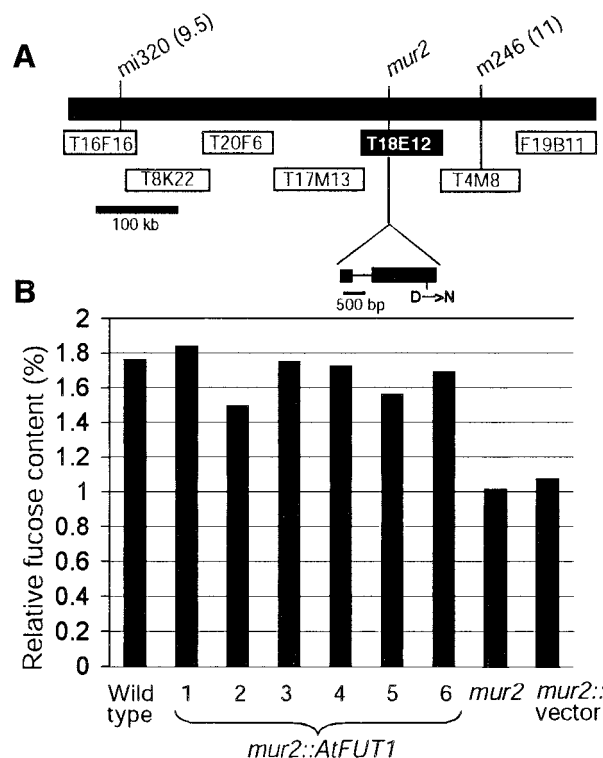 A
mi320 (9.5)
mur2
m246 (11)
T16F16
T20F6
T18E12
F19B11
T8K22
T17M13
T4M8
100 kb
500 bp
D→N
B
Relative fucose content (%)
2
1.8
1.6
1.4
1.2
1
0.8
0.6
0.4
0.2
0
Wild type
1 2 3 4 5 6
mur2
mur2:: vector
mur2::AtFUT1